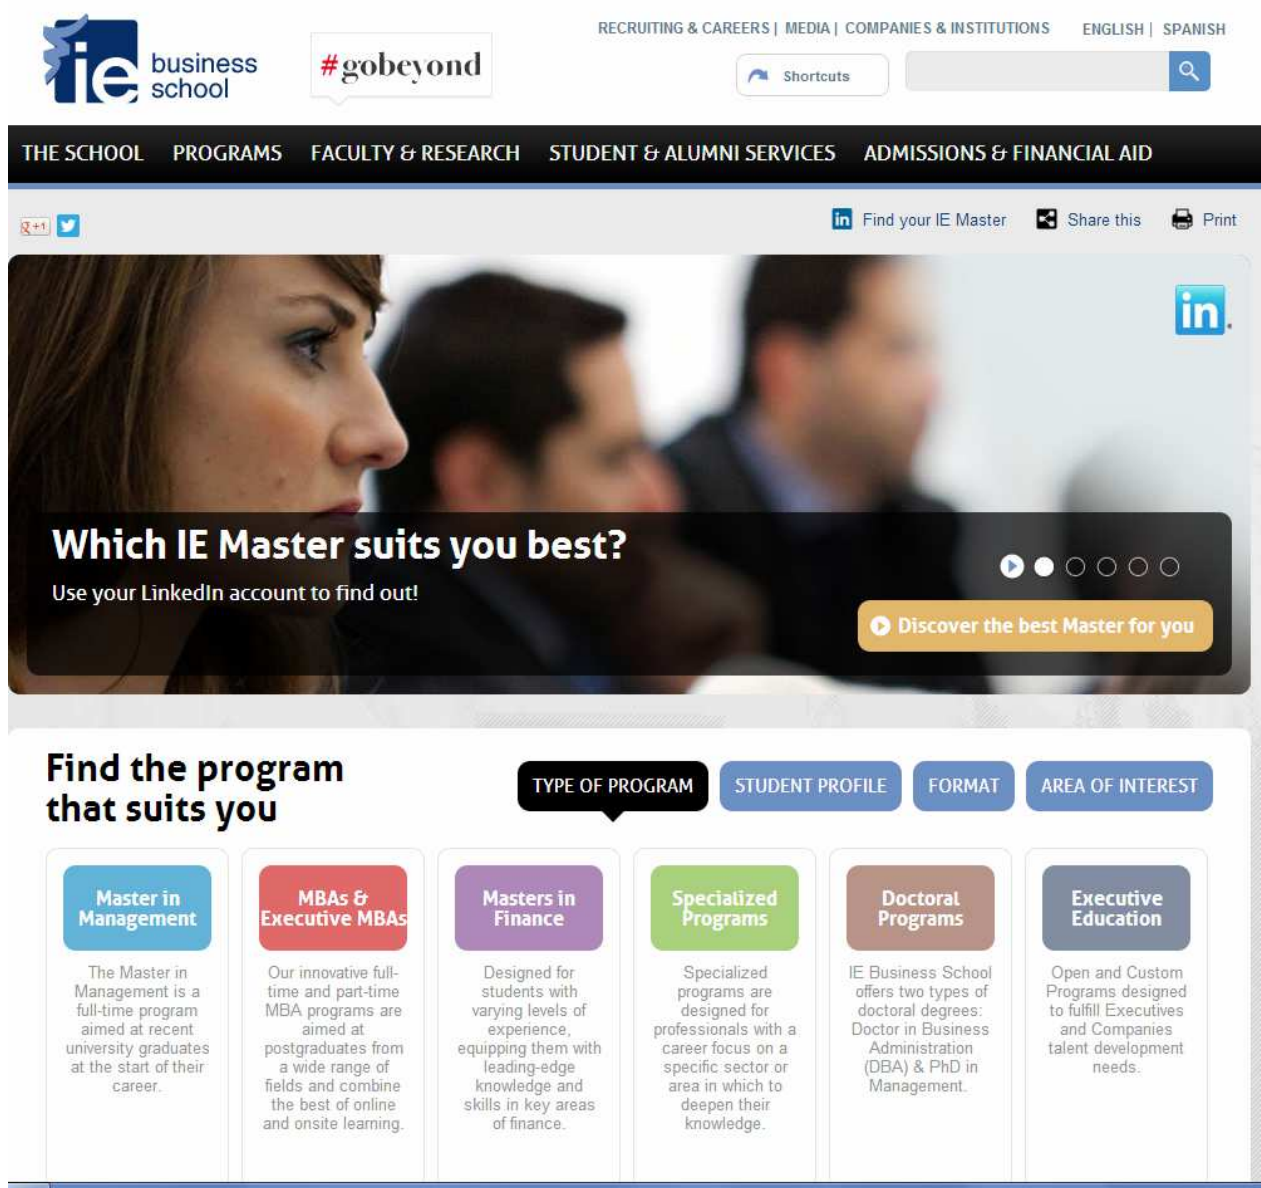 RECRUITING & CAREERS | MEDIA | COMPANIES & INSTITUTIONS ENGLISH | SPANISH
ie business school
#gobeyond
Shortcuts
THE SCHOOL PROGRAMS FACULTY & RESEARCH STUDENT & ALUMNI SERVICES ADMISSIONS & FINANCIAL AID
g+1
in Find your IE Master Share this Print
in.
Which IE Master suits you best?
Use your LinkedIn account to find out!
Discover the best Master for you
Find the program
that suits you
TYPE OF PROGRAM STUDENT PROFILE FORMAT AREA OF INTEREST
Master in
Management
The Master in
Management is a
full-time program
aimed at recent
university graduates
at the start of their
career.
MBAs &
Executive MBAs
Our innovative full-
time and part-time
MBA programs are
aimed at
postgraduates from
a wide range of
fields and combine
the best of online
and onsite learning.
Masters in
Finance
Designed for
students with
varying levels of
experience,
equipping them with
leading-edge
knowledge and
skills in key areas
of finance.
Specialized
Programs
Specialized
programs are
designed for
professionals with a
career focus on a
specific sector or
area in which to
deepen their
knowledge.
Doctoral
Programs
IE Business School
offers two types of
doctoral degrees:
Doctor in Business
Administration
(DBA) & PhD in
Management.
Executive
Education
Open and Custom
Programs designed
to fulfill Executives
and Companies
talent development
needs.